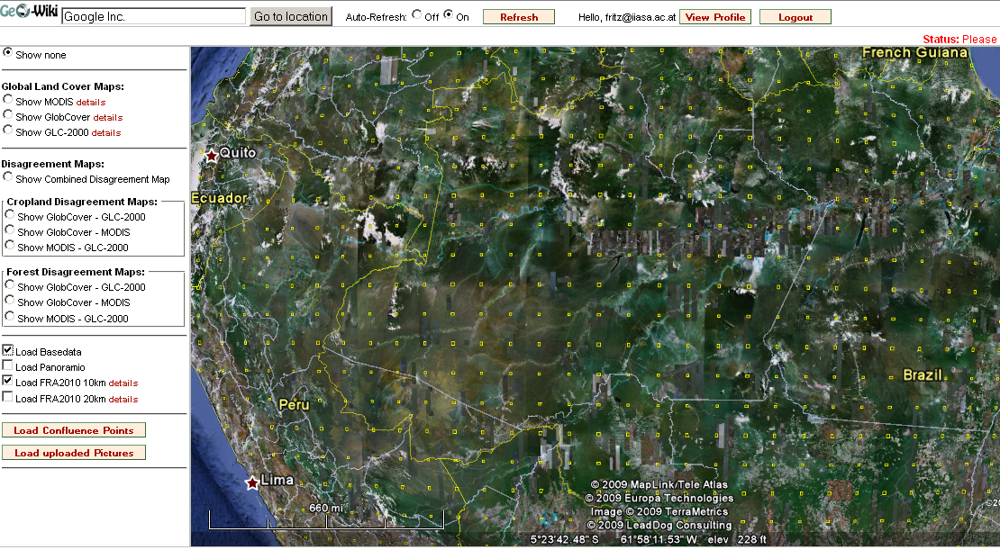 Geo-Wiki
Google Inc.
Go to location
Auto-Refresh: Off On
Refresh
Hello, fritz@iiasa.ac.at
View Profile
Logout
Status: Please
Show none
Global Land Cover Maps:
Show MODIS details
Show GlobCover details
Show GLC-2000 details
Disagreement Maps:
Show Combined Disagreement Map
Cropland Disagreement Maps:
Show GlobCover - GLC-2000
Show GlobCover - MODIS
Show MODIS - GLC-2000
Forest Disagreement Maps:
Show GlobCover - GLC-2000
Show GlobCover - MODIS
Show MODIS - GLC-2000
Load Basedata
Load Panoramio
Load FRA2010 10km details
Load FRA2010 20km details
Load Confluence Points
Load uploaded Pictures
French Guiana
Quito
Ecuador
Brazil
Peru
Lima
660 mi
© 2009 MapLink/Tele Atlas
© 2009 Europa Technologies
Image © 2009 TerraMetrics
© 2009 LeadDog Consulting
©20
5°23'42.48" S 61°58'11.53" W elev 228 ft